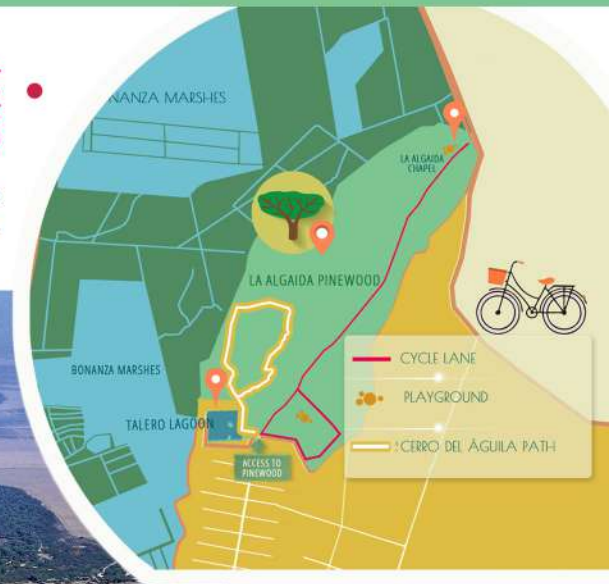 BONANZA MARSHES
LA ALGAIDA
CHAPEL
LA ALGAIDA PINEWOOD
BONANZA MARSHES
TALERO LAGOON
ACCESS TO
PINEWOOD
CYCLE LANE
PLAYGROUND
CERRO DEL ÁGUILA PATH